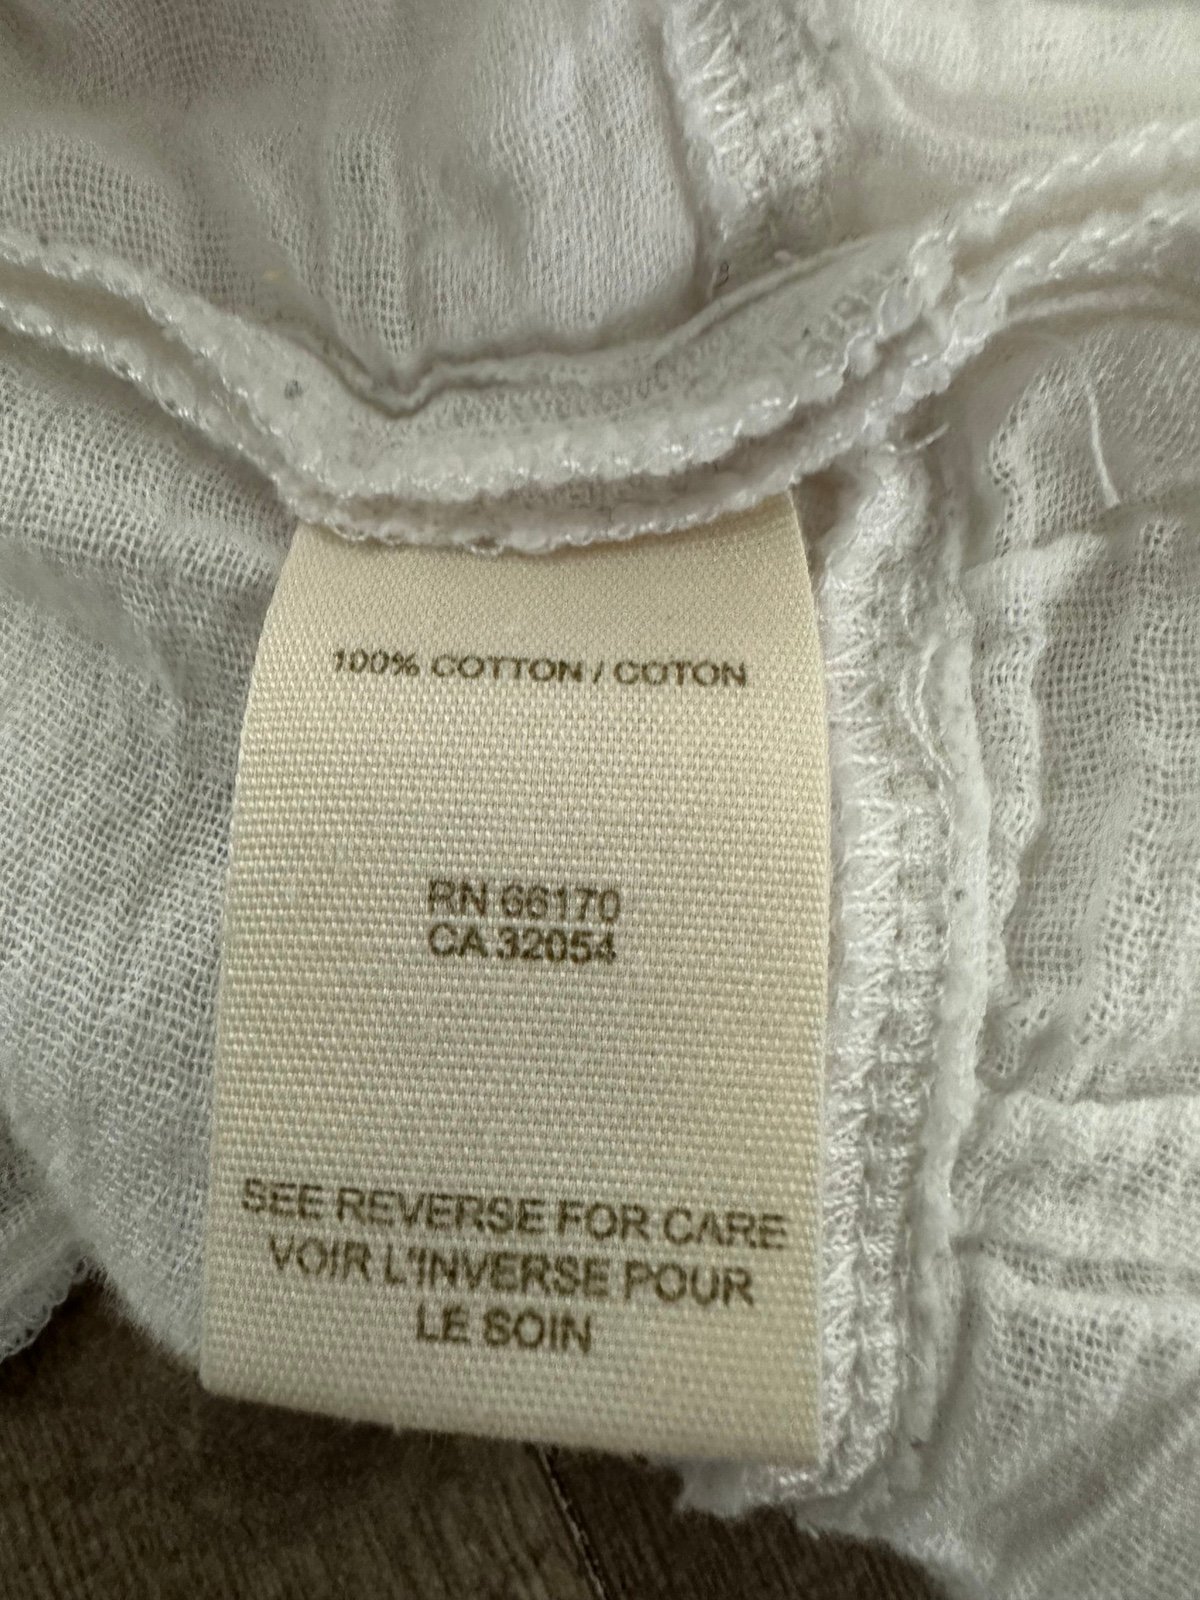 100% COTTON / COTON
RN 66170
CA 32054
SEE REVERSE FOR CARE
VOIR L'INVERSE POUR
LE SOIN